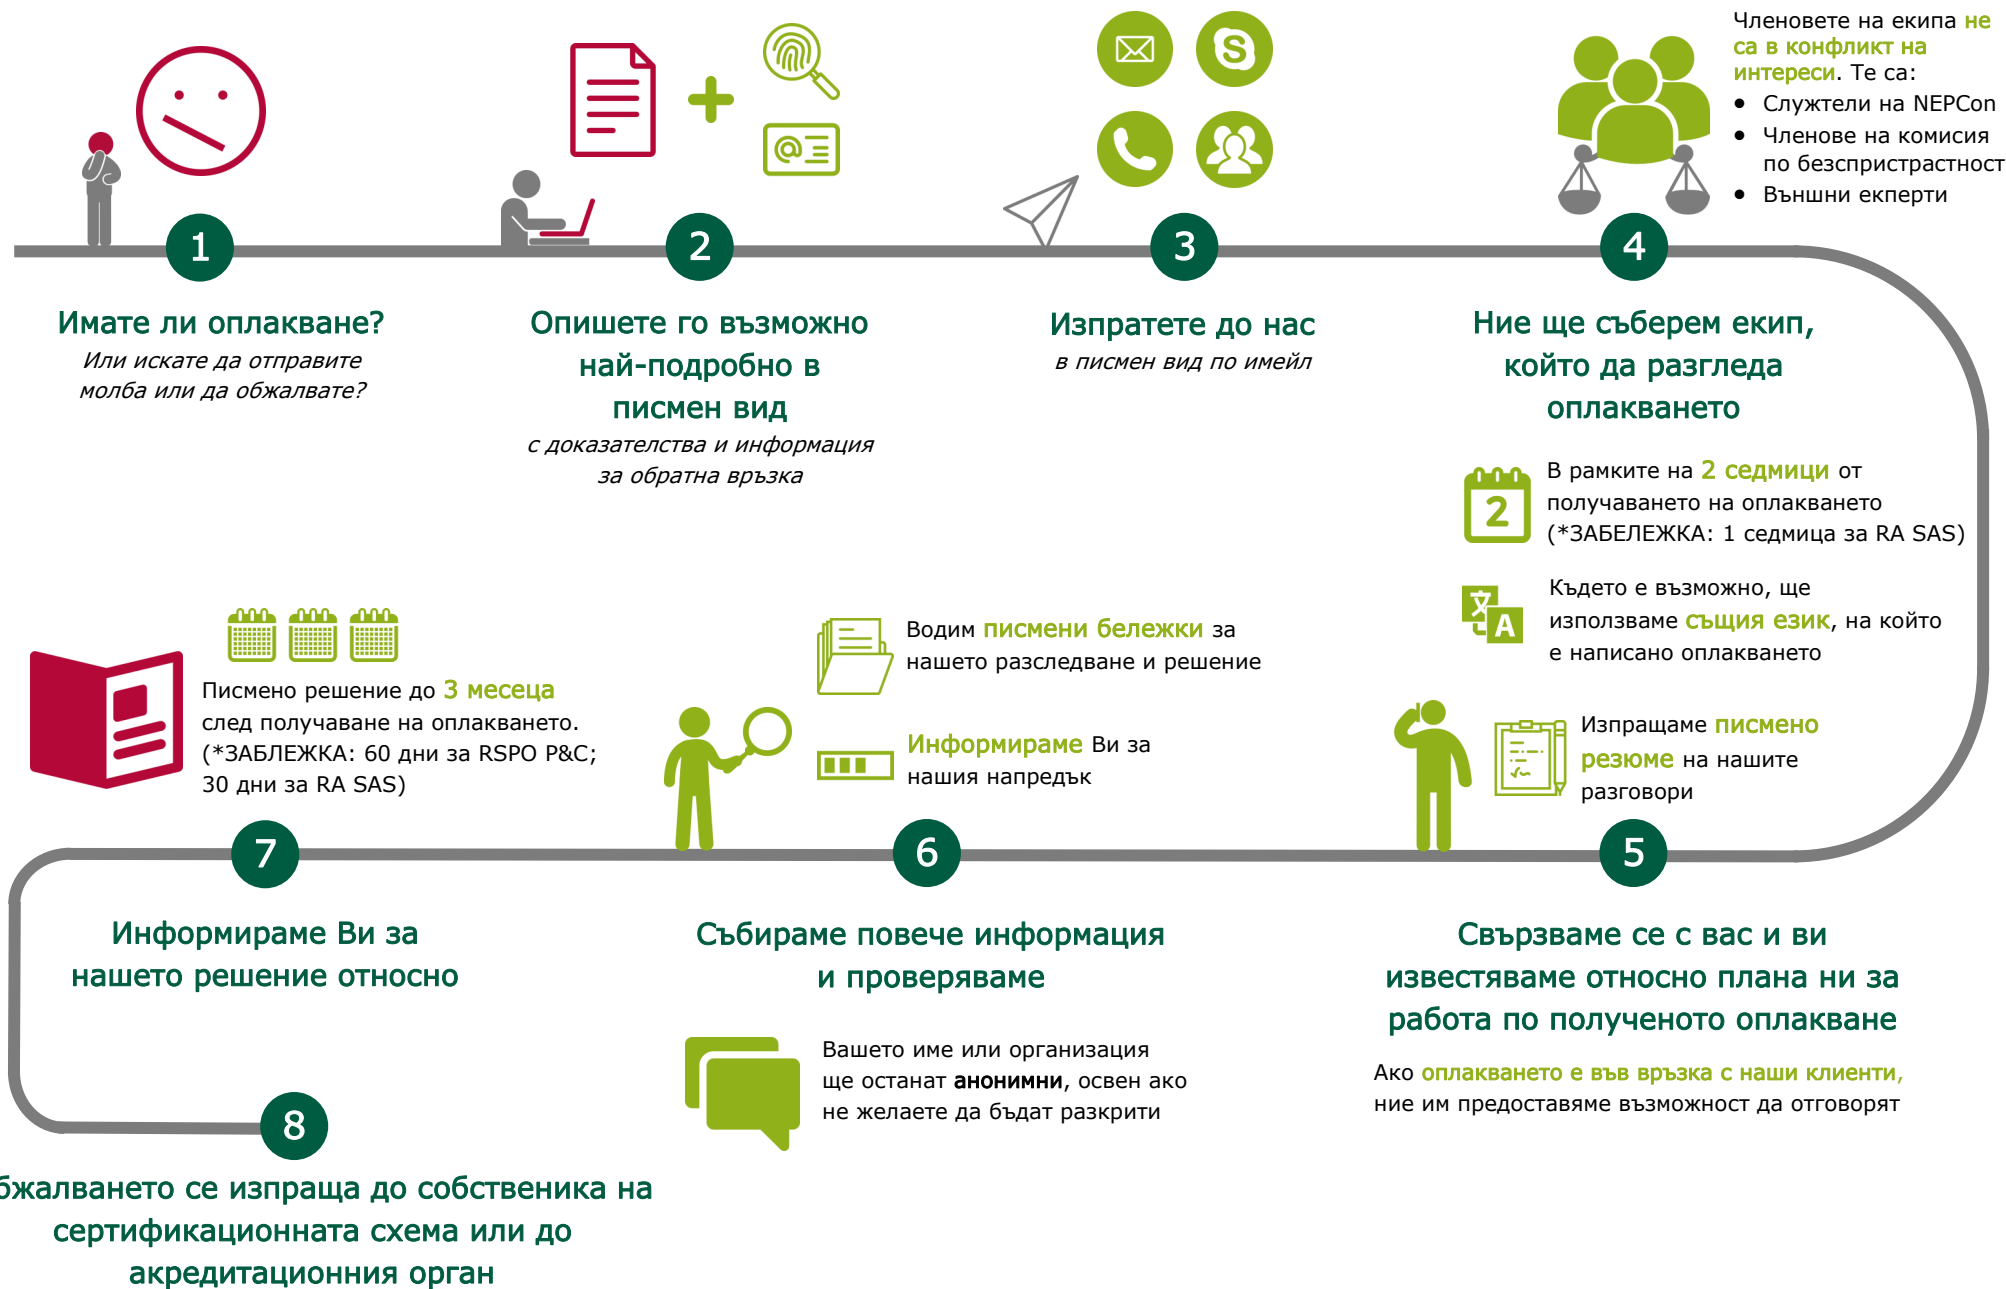 1
Имате ли оплакване?
Или искате да отправите
молба или да обжалвате?
2
Опишете го възможно
най-подробно в
писмен вид
с доказателства и информация
за обратна връзка
3
Изпратете до нас
в писмен вид по имейл
Членовете на екипа не
са в конфликт на
интереси. Те са:
• Служтели на NEPCon
• Членове на комисия
по безспристрастност
• Външни екперти
4
Ние ще съберем екип,
който да разгледа
оплакването
2
В рамките на 2 седмици от
получаването на оплакването
(*ЗАБЕЛЕЖКА: 1 седмица за RA SAS)
文
A
Където е възможно, ще
използваме същия език, на който
е написано оплакването
Изпращаме писмено
резюме на нашите
разговори
5
Свързваме се с вас и ви
известяваме относно плана ни за
работа по полученото оплакване
Ако оплакването е във връзка с наши клиенти,
ние им предоставяме възможност да отговорят
Водим писмени бележки за
нашето разследване и решение
Информираме Ви за
нашия напредък
6
Събираме повече информация
и проверяваме
Вашето име или организация
ще останат анонимни, освен ако
не желаете да бъдат разкрити
Писмено решение до 3 месеца
след получаване на оплакването.
(*ЗАБЛЕЖКА: 60 дни за RSPO P&C;
30 дни за RA SAS)
7
Информираме Ви за
нашето решение относно
8
бжалването се изпраща до собственика на
сертификационната схема или до
акредитационния орган